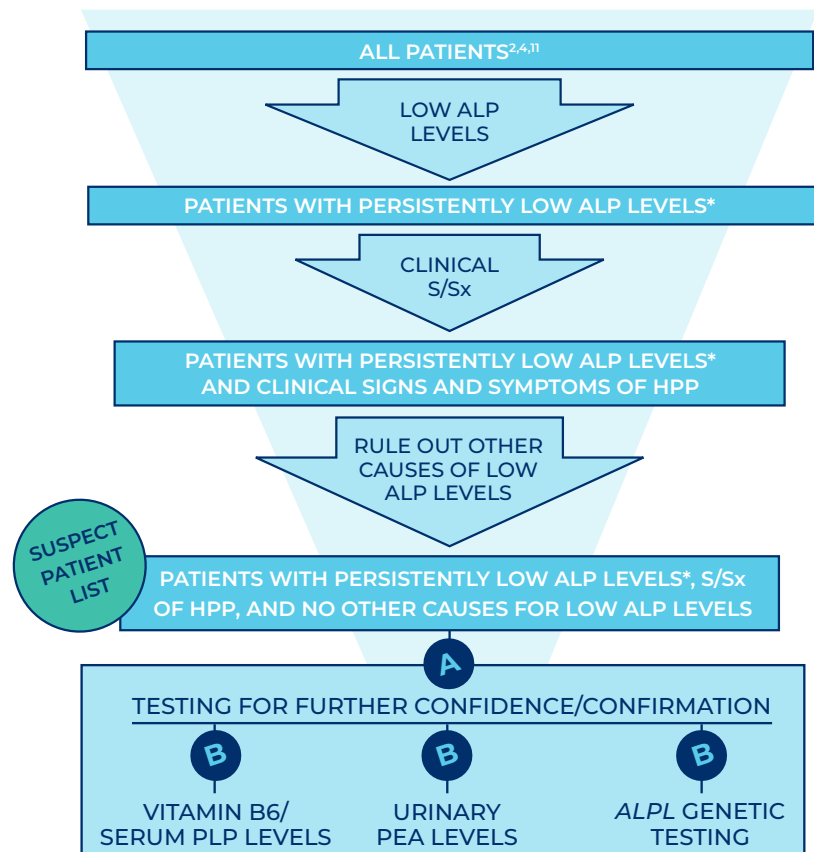 ALL PATIENTS2,4,11
LOW ALP
LEVELS
PATIENTS WITH PERSISTENTLY LOW ALP LEVELS*
CLINICAL
S/Sx
PATIENTS WITH PERSISTENTLY LOW ALP LEVELS*
AND CLINICAL SIGNS AND SYMPTOMS OF HPP
RULE OUT OTHER
CAUSES OF LOW
ALP LEVELS
SUSPECT
PATIENT
LIST
PATIENTS WITH PERSISTENTLY LOW ALP LEVELS*, S/Sx
OF HPP, AND NO OTHER CAUSES FOR LOW ALP LEVELS
A
TESTING FOR FURTHER CONFIDENCE/CONFIRMATION
B
B
B
VITAMIN B6/
SERUM PLP LEVELS
URINARY
PEA LEVELS
ALPL GENETIC
TESTING